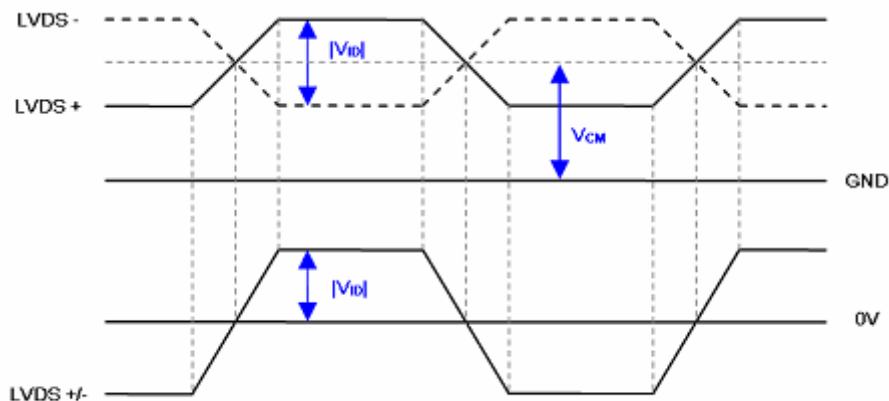 LVDS -
|VID|
LVDS +
VCM
GND
|VID|
0V
LVDS +/-